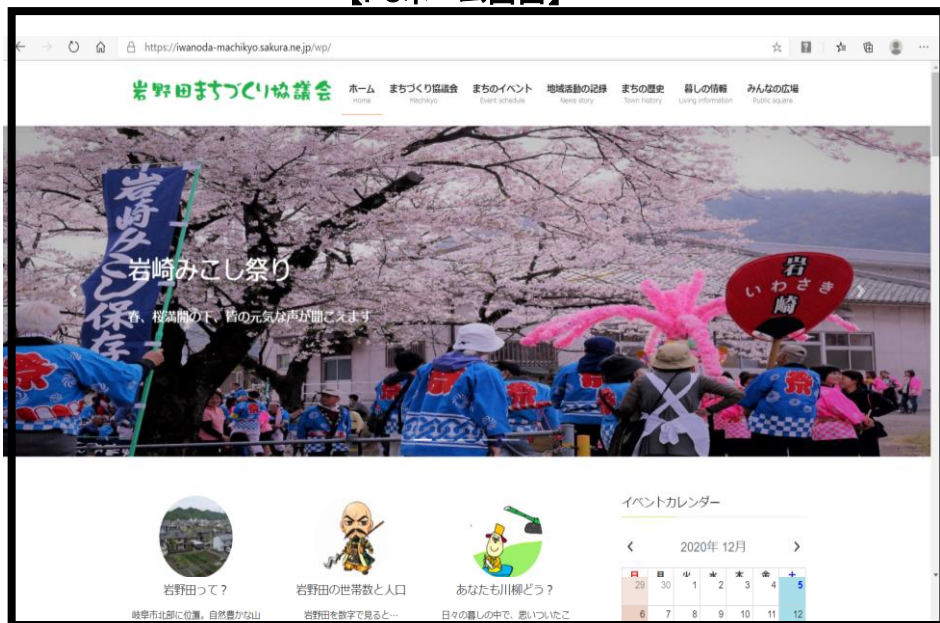 【PCホーム画面】
https://iwanoda-machikyo.sakura.ne.jp/wp/
岩野田まちづくり協議会
ホーム まちづくり協議会 まちのイベント 地域活動の記録 まちの歴史 暮しの情報 みんなの広場
Home Machikyo Event schedule News story Town history Living information Public square
岩崎みこし保存
岩崎みこし祭り
春、桜満開の下、皆の元気な声が聞こえます
岩崎
いわさき
祭
祭
祭
祭
イベントカレンダー
2020年 12月
日 月 火 水 木 金 土
29 30 1 2 3 4 5
6 7 8 9 10 11 12
岩野田って？
岩野田の世帯数と人口
あなたも川柳どう？
岐阜市北部に位置。自然豊かな山
岩野田を数字で見ると…
日々の暮しの中で、思いついたこ